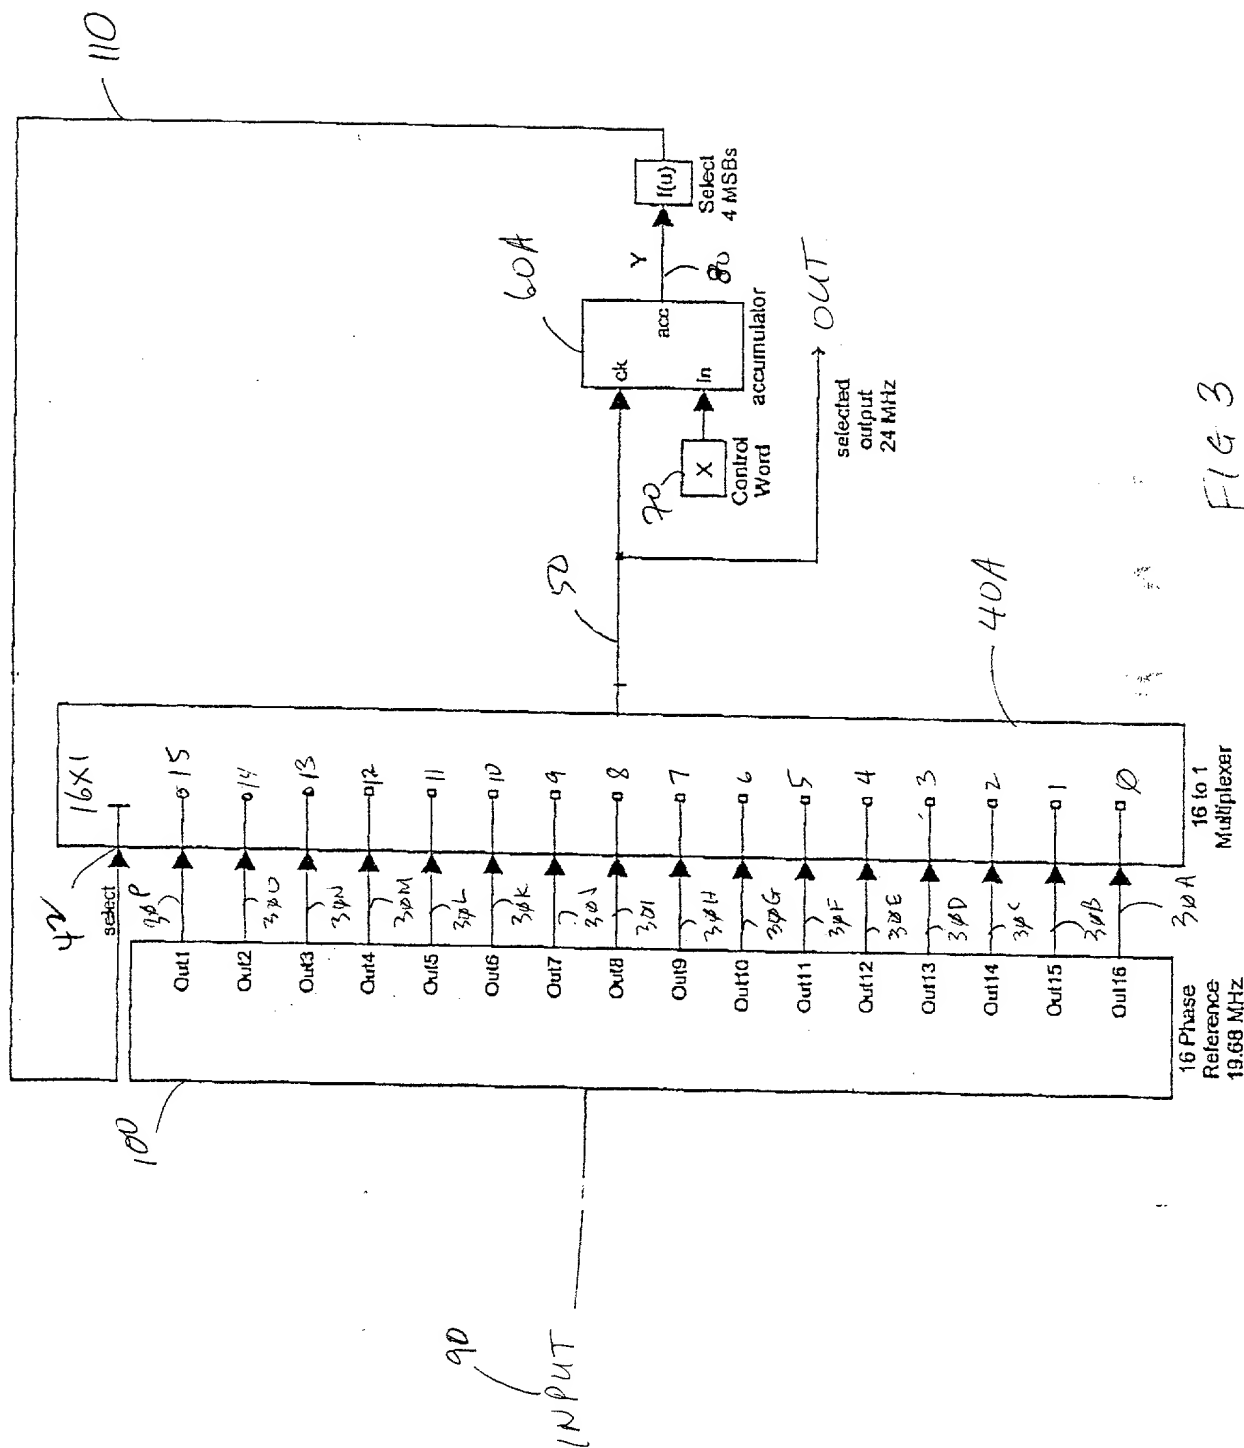 110
42
select
16X1
100
Out1
30P
15
Out2
30O
14
Out3
30N
13
Out4
30M
12
Out5
30L
11
Out6
30K
10
Out7
30J
9
Out8
30I
8
Out9
30H
7
Out10
30G
6
Out11
30F
5
Out12
30E
4
Out13
30D
3
Out14
30C
2
Out15
30B
1
Out16
30A
0
16 Phase
Reference
19.68 MHz
16 to 1
Multiplexer
40A
50
90
INPUT
60A
ck
In
acc
accumulator
70
X
Control
Word
Y
80
f(u)
Select
4 MSBs
selected
output
24 MHz
OUT
FIG 3